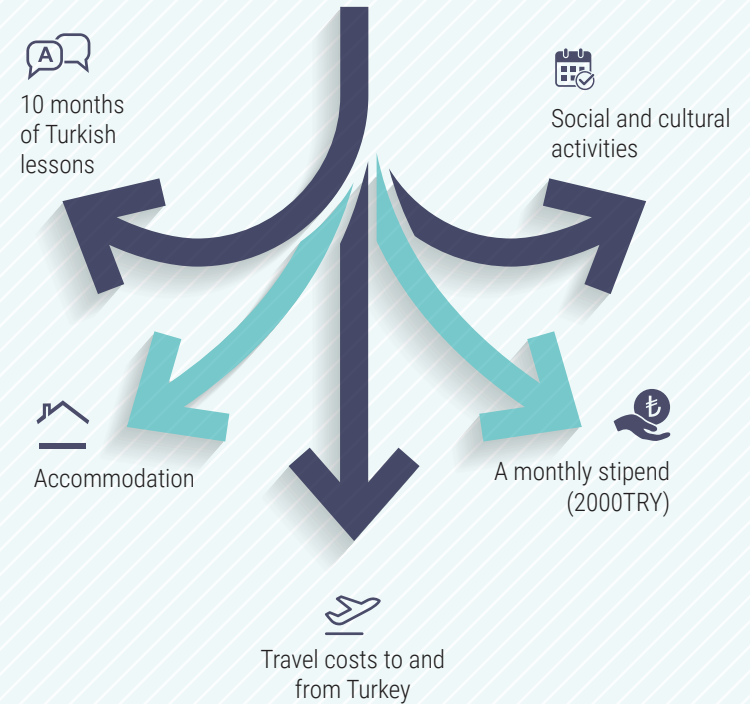 A
10 months
of Turkish
lessons
Social and cultural
activities
Accommodation
₺
A monthly stipend
(2000TRY)
Travel costs to and
from Turkey